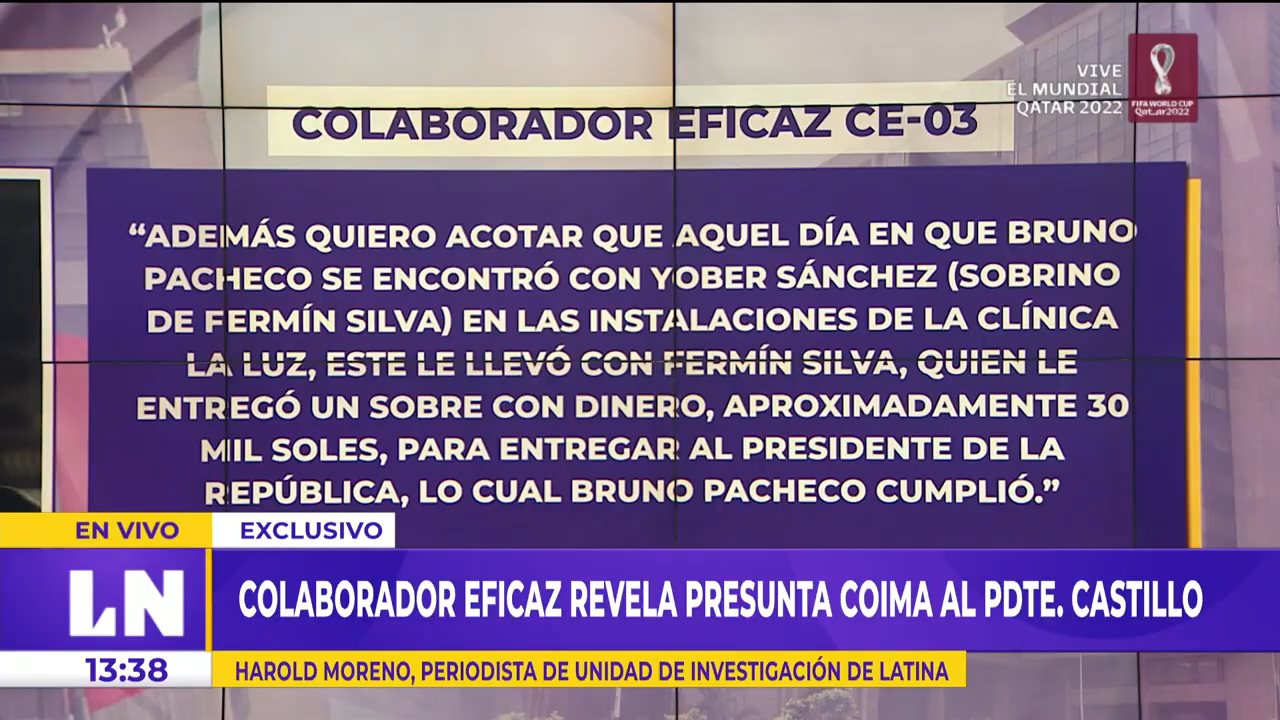 VIVE
EL MUNDIAL
QATAR 2022
FIFA WORLD CUP
Qatar2022
COLABORADOR EFICAZ CE-03
“ADEMÁS QUIERO ACOTAR QUE AQUEL DÍA EN QUE BRUNO
PACHECO SE ENCONTRÓ CON YOBER SÁNCHEZ (SOBRINO
DE FERMÍN SILVA) EN LAS INSTALACIONES DE LA CLÍNICA
LA LUZ, ESTE LE LLEVÓ CON FERMÍN SILVA, QUIEN LE
ENTREGÓ UN SOBRE CON DINERO, APROXIMADAMENTE 30
MIL SOLES, PARA ENTREGAR AL PRESIDENTE DE LA
REPÚBLICA, LO CUAL BRUNO PACHECO CUMPLIÓ.”
EN VIVO
EXCLUSIVO
LN
COLABORADOR EFICAZ REVELA PRESUNTA COIMA AL PDTE. CASTILLO
13:38
HAROLD MORENO, PERIODISTA DE UNIDAD DE INVESTIGACIÓN DE LATINA